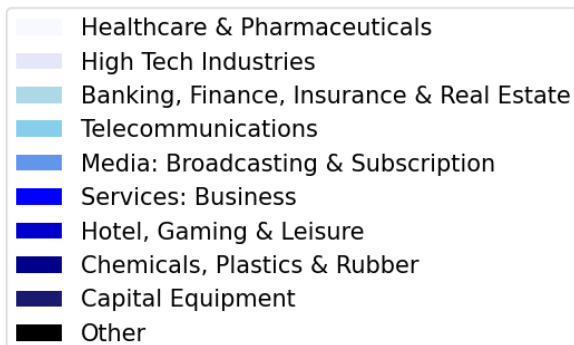 Healthcare & Pharmaceuticals
High Tech Industries
Banking, Finance, Insurance & Real Estate
Telecommunications
Media: Broadcasting & Subscription
Services: Business
Hotel, Gaming & Leisure
Chemicals, Plastics & Rubber
Capital Equipment
Other